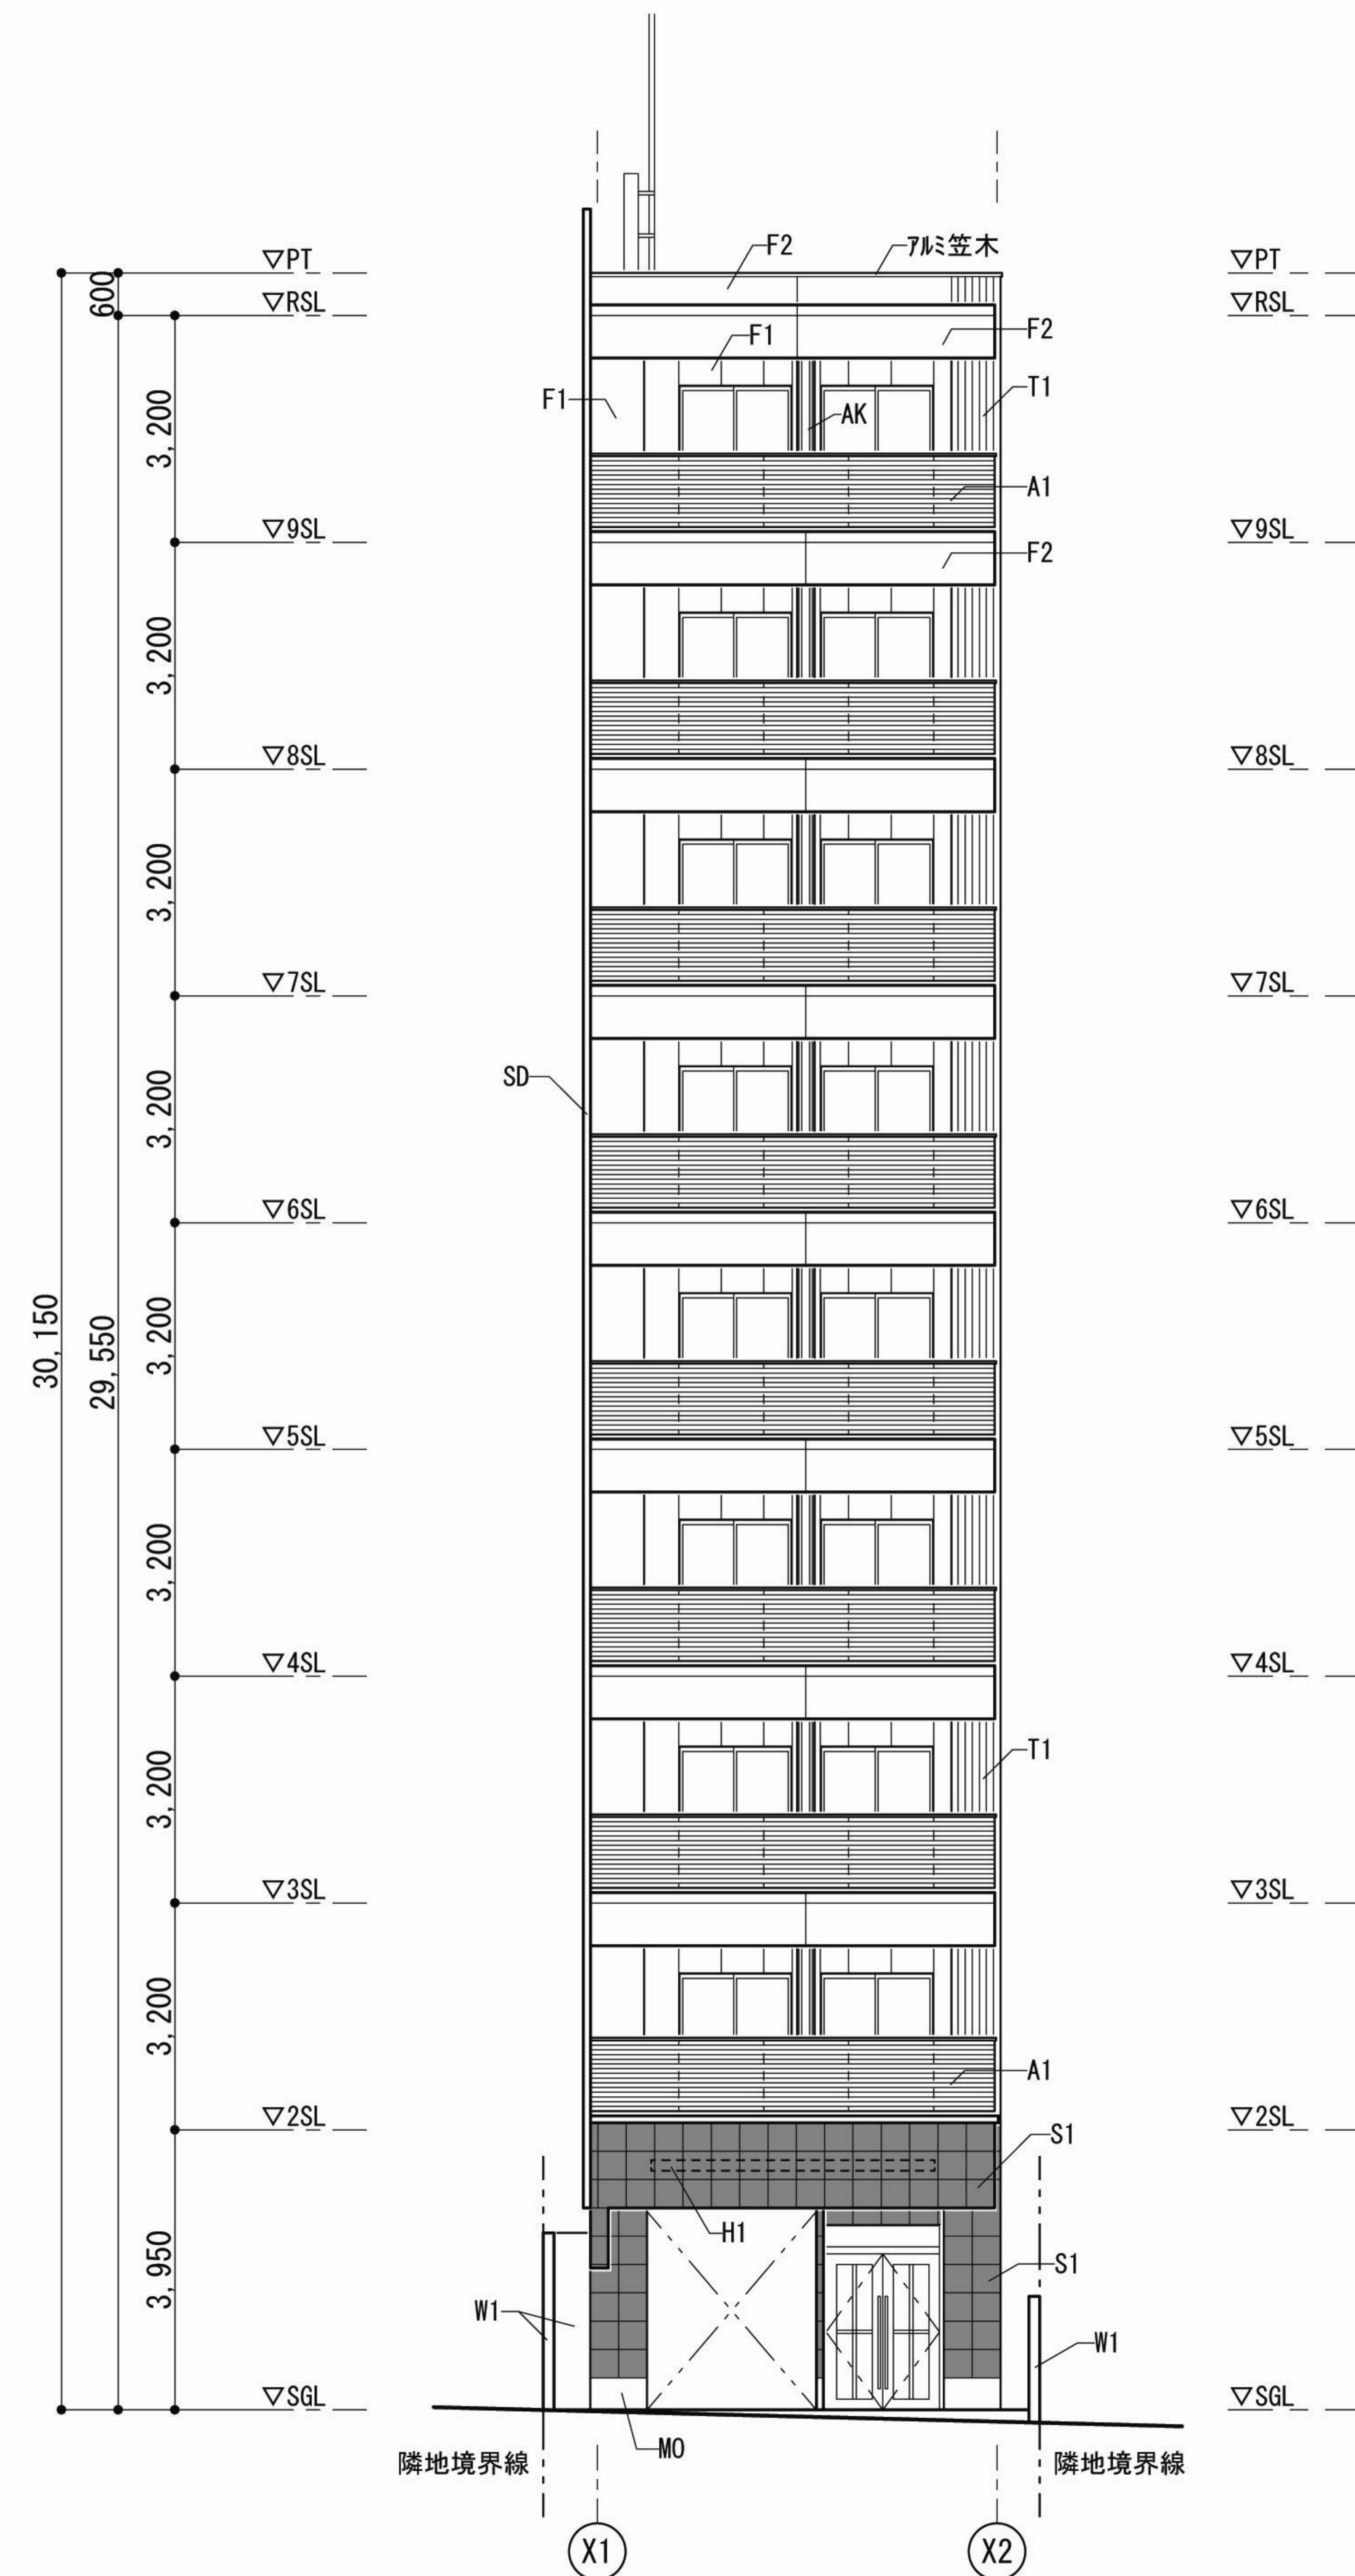 ▽PT
▽PT
600
F2
ｱﾙﾐ笠木
▽RSL
▽RSL
F1
F2
3,200
F1
AK
T1
A1
▽9SL
▽9SL
F2
3,200
▽8SL
▽8SL
3,200
▽7SL
▽7SL
SD
3,200
▽6SL
▽6SL
30,150
29,550
3,200
▽5SL
▽5SL
3,200
▽4SL
▽4SL
T1
3,200
▽3SL
▽3SL
3,200
A1
▽2SL
▽2SL
S1
H1
3,950
S1
W1
W1
▽SGL
▽SGL
MO
隣地境界線
隣地境界線
X1
X2